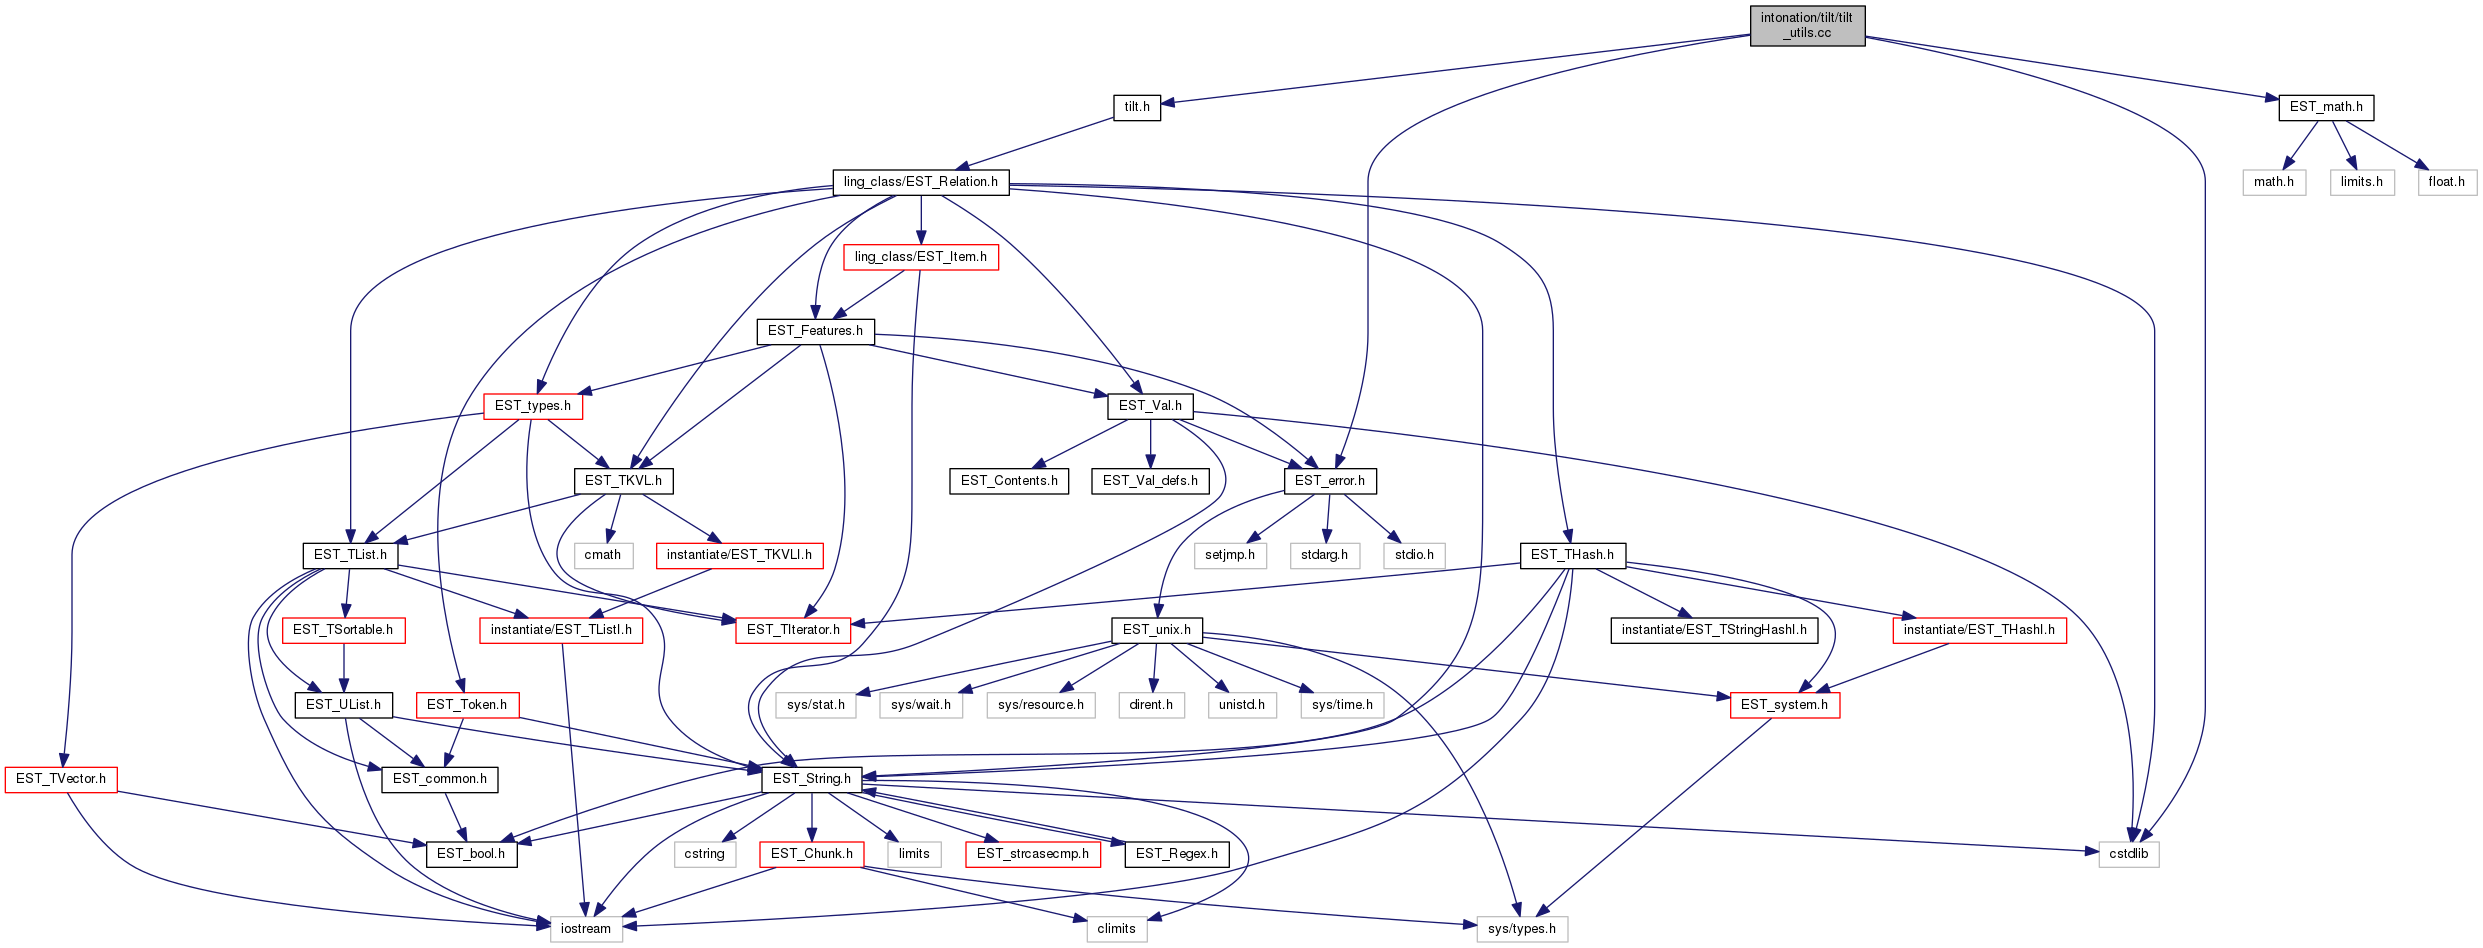 intonation/tilt/tilt
_utils.cc
tilt.h
EST_math.h
ling_class/EST_Relation.h
math.h
limits.h
float.h
ling_class/EST_Item.h
EST_Features.h
EST_types.h
EST_Val.h
EST_TKVL.h
EST_Contents.h
EST_Val_defs.h
EST_error.h
EST_TList.h
cmath
instantiate/EST_TKVLI.h
setjmp.h
stdarg.h
stdio.h
EST_THash.h
EST_TSortable.h
instantiate/EST_TListI.h
EST_TIterator.h
EST_unix.h
instantiate/EST_TStringHashI.h
instantiate/EST_THashI.h
EST_UList.h
EST_Token.h
sys/stat.h
sys/wait.h
sys/resource.h
dirent.h
unistd.h
sys/time.h
EST_system.h
EST_TVector.h
EST_common.h
EST_String.h
EST_bool.h
cstring
EST_Chunk.h
limits
EST_strcasecmp.h
EST_Regex.h
cstdlib
iostream
climits
sys/types.h